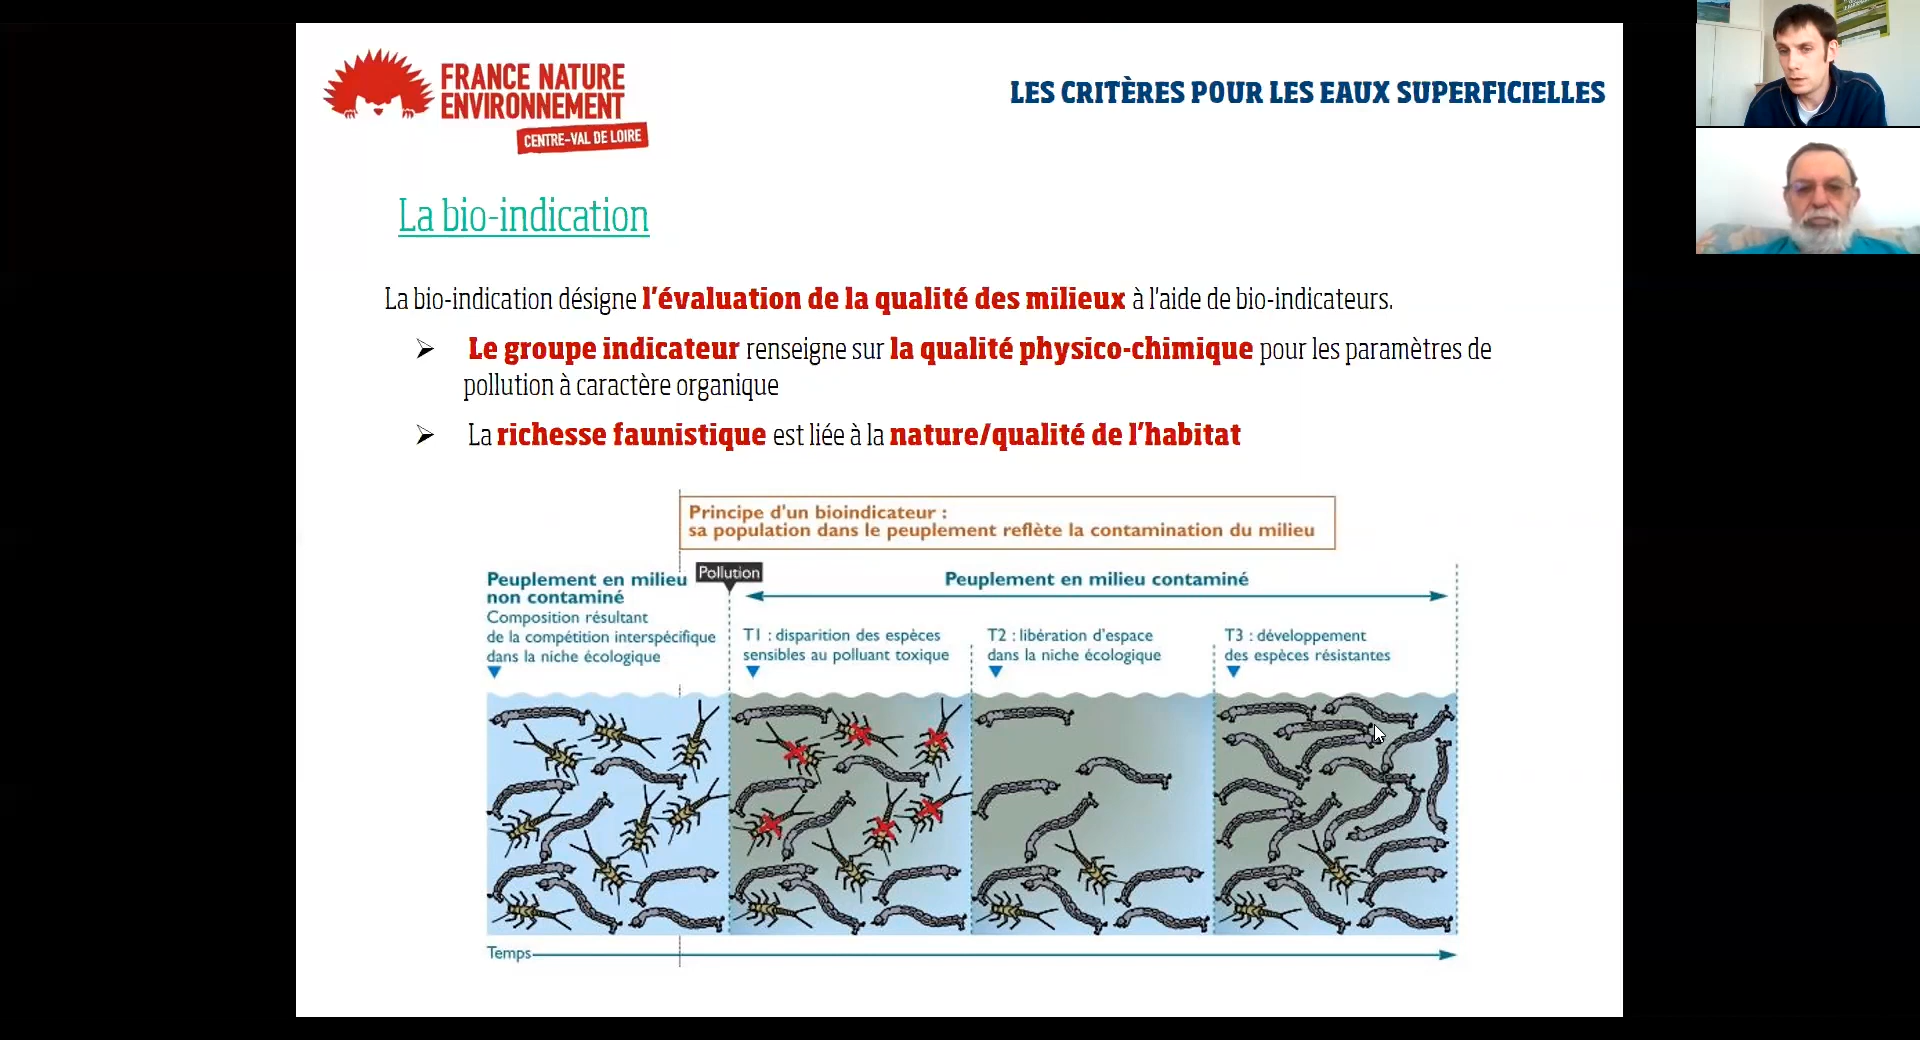 FRANCE NATURE
ENVIRONNEMENT
CENTRE-VAL DE LOIRE
LES CRITÈRES POUR LES EAUX SUPERFICIELLES
La bio-indication
La bio-indication désigne l'évaluation de la qualité des milieux à l'aide de bio-indicateurs.
Le groupe indicateur renseigne sur la qualité physico-chimique pour les paramètres de
pollution à caractère organique
La richesse faunistique est liée à la nature/qualité de l'habitat
Principe d'un bioindicateur :
sa population dans le peuplement reflète la contamination du milieu
Peuplement en milieu
non contaminé
Composition résultant
de la compétition interspécifique
dans la niche écologique
Pollution
Peuplement en milieu contaminé
T1 : disparition des espèces
sensibles au polluant toxique
T2 : libération d'espace
dans la niche écologique
T3 : développement
des espèces résistantes
Temps